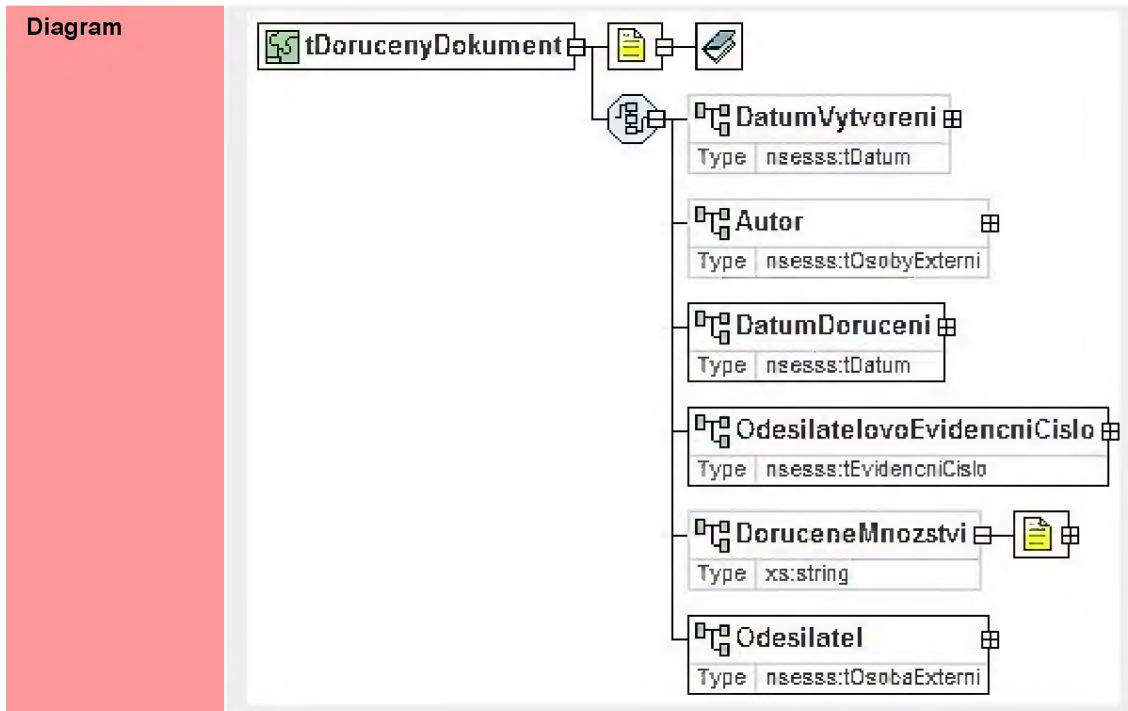 Diagram
tDorucenyDokument
DatumVytvoreni
Type nsesss:tDatum
Autor
Type nsesss:tOsobyExterni
DatumDoruceni
Type nsesss:tDatum
OdesilatelovoEvidencniCislo
Type nsesss:tEvidencniCislo
DoruceneMnozstvi
Type xs:string
Odesilatel
Type nsesss:tOsobaExterni